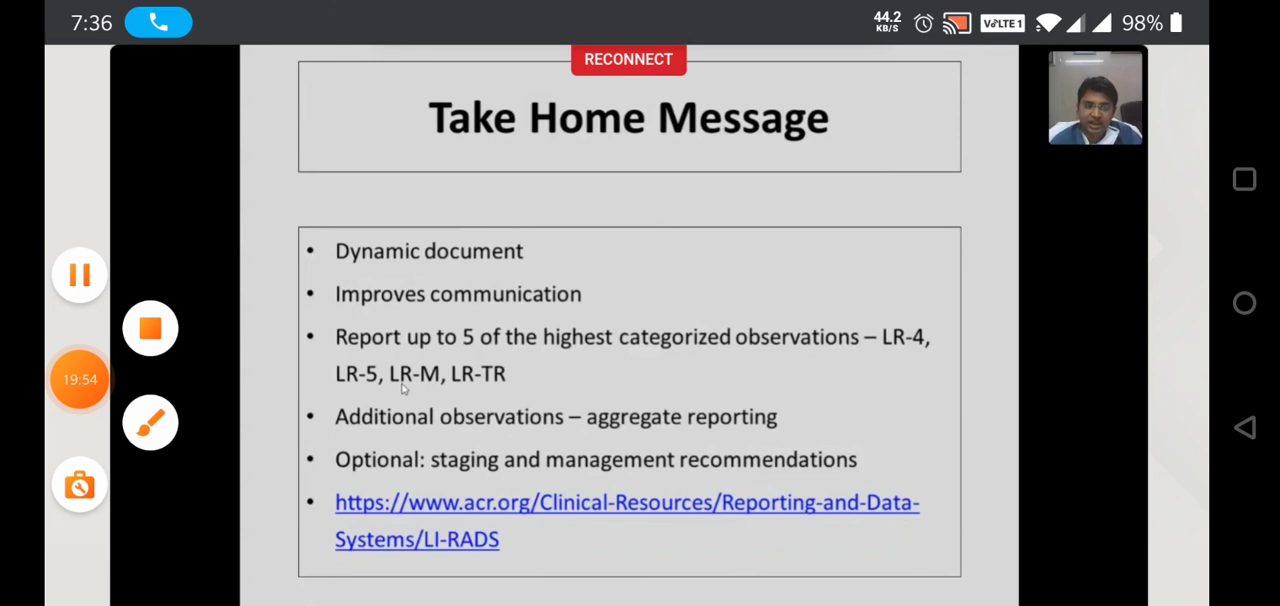 7:36
44.2
KB/S
VoLTE 1
98%
RECONNECT
Take Home Message
• Dynamic document
• Improves communication
• Report up to 5 of the highest categorized observations – LR-4,
LR-5, LR-M, LR-TR
• Additional observations – aggregate reporting
• Optional: staging and management recommendations
• https://www.acr.org/Clinical-Resources/Reporting-and-Data-
Systems/LI-RADS
19:54